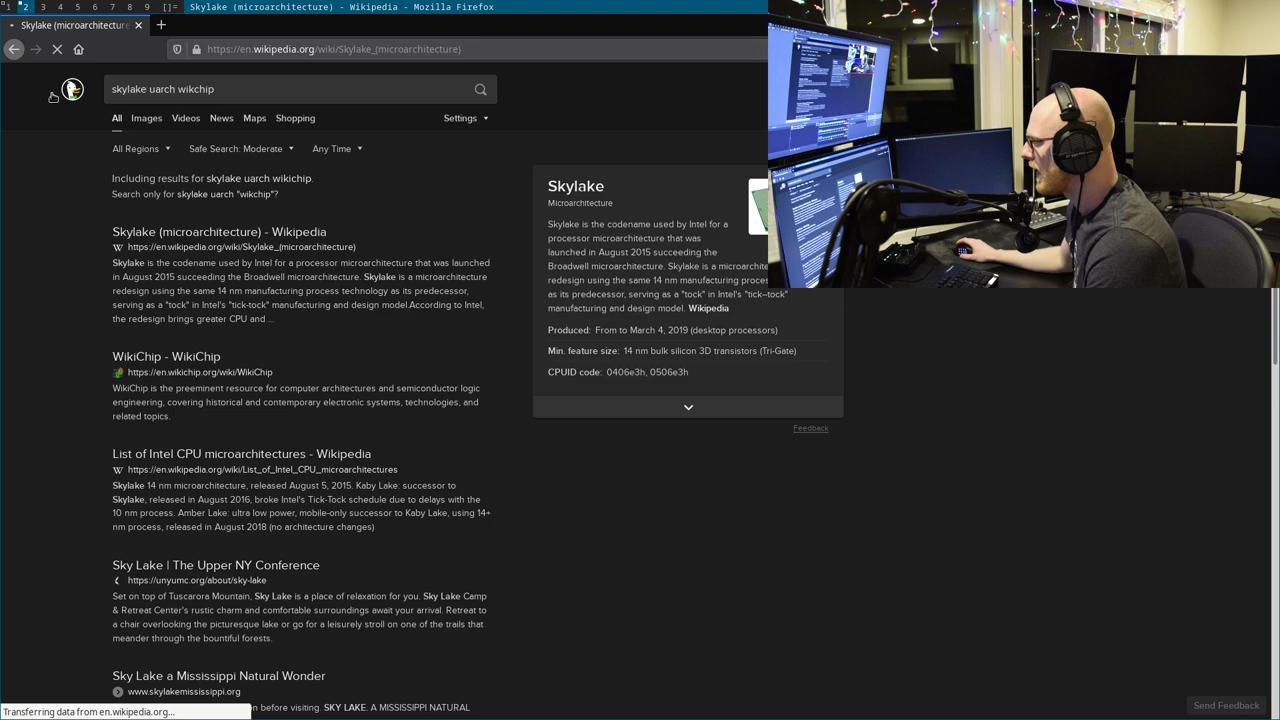 1 2 3 4 5 6 7 8 9 []= Skylake (microarchitecture) - Wikipedia - Mozilla Firefox
Skylake (microarchitecture
https://en.wikipedia.org/wiki/Skylake_(microarchitecture)
skylake uarch wikchip
All Images Videos News Maps Shopping Settings
All Regions Safe Search: Moderate Any Time
Including results for skylake uarch wikichip.
Search only for skylake uarch "wikchip"?
Skylake (microarchitecture) - Wikipedia
https://en.wikipedia.org/wiki/Skylake_(microarchitecture)
Skylake is the codename used by Intel for a processor microarchitecture that was launched
in August 2015 succeeding the Broadwell microarchitecture. Skylake is a microarchitecture
redesign using the same 14 nm manufacturing process technology as its predecessor,
serving as a "tock" in Intel's "tick-tock" manufacturing and design model.According to Intel,
the redesign brings greater CPU and ...
WikiChip - WikiChip
https://en.wikichip.org/wiki/WikiChip
WikiChip is the preeminent resource for computer architectures and semiconductor logic
engineering, covering historical and contemporary electronic systems, technologies, and
related topics.
List of Intel CPU microarchitectures - Wikipedia
https://en.wikipedia.org/wiki/List_of_Intel_CPU_microarchitectures
Skylake 14 nm microarchitecture, released August 5, 2015. Kaby Lake: successor to
Skylake, released in August 2016, broke Intel's Tick-Tock schedule due to delays with the
10 nm process. Amber Lake: ultra low power, mobile-only successor to Kaby Lake, using 14+
nm process, released in August 2018 (no architecture changes)
Sky Lake | The Upper NY Conference
https://unyumc.org/about/sky-lake
Set on top of Tuscarora Mountain, Sky Lake is a place of relaxation for you. Sky Lake Camp
& Retreat Center's rustic charm and comfortable surroundings await your arrival. Retreat to
a chair overlooking the picturesque lake or go for a leisurely stroll on one of the trails that
meander through the bountiful forests.
Sky Lake a Mississippi Natural Wonder
www.skylakemississippi.org
n before visiting. SKY LAKE. A MISSISSIPPI NATURAL
Transferring data from en.wikipedia.org...
Skylake
Microarchitecture
Skylake is the codename used by Intel for a
processor microarchitecture that was
launched in August 2015 succeeding the
Broadwell microarchitecture. Skylake is a microarchitec
redesign using the same 14 nm manufacturing proces
as its predecessor, serving as a "tock" in Intel's "tick–tock"
manufacturing and design model. Wikipedia
Produced: From to March 4, 2019 (desktop processors)
Min. feature size: 14 nm bulk silicon 3D transistors (Tri-Gate)
CPUID code: 0406e3h, 0506e3h
Feedback
Send Feedback